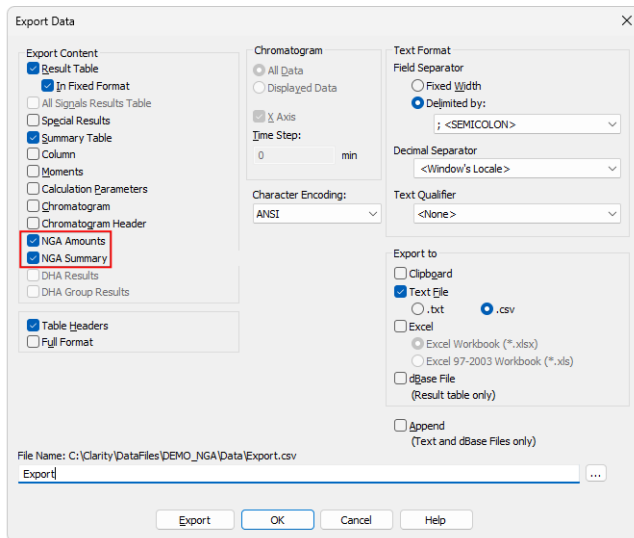 Export Data
Export Content
Result Table
In Fixed Format
All Signals Results Table
Special Results
Summary Table
Column
Moments
Calculation Parameters
Chromatogram
Chromatogram Header
NGA Amounts
NGA Summary
DHA Results
DHA Group Results
Table Headers
Full Format
Chromatogram
All Data
Displayed Data
X Axis
Time Step:
0 min
Character Encoding:
ANSI
Text Format
Field Separator
Fixed Width
Delimited by:
; <SEMICOLON>
Decimal Separator
<Window's Locale>
Text Qualifier
<None>
Export to
Clipboard
Text File
.txt .csv
Excel
Excel Workbook (*.xlsx)
Excel 97-2003 Workbook (*.xls)
dBase File
(Result table only)
Append
(Text and dBase Files only)
File Name: C:\Clarity\DataFiles\DEMO_NGA\Data\Export.csv
Export
...
Export OK Cancel Help